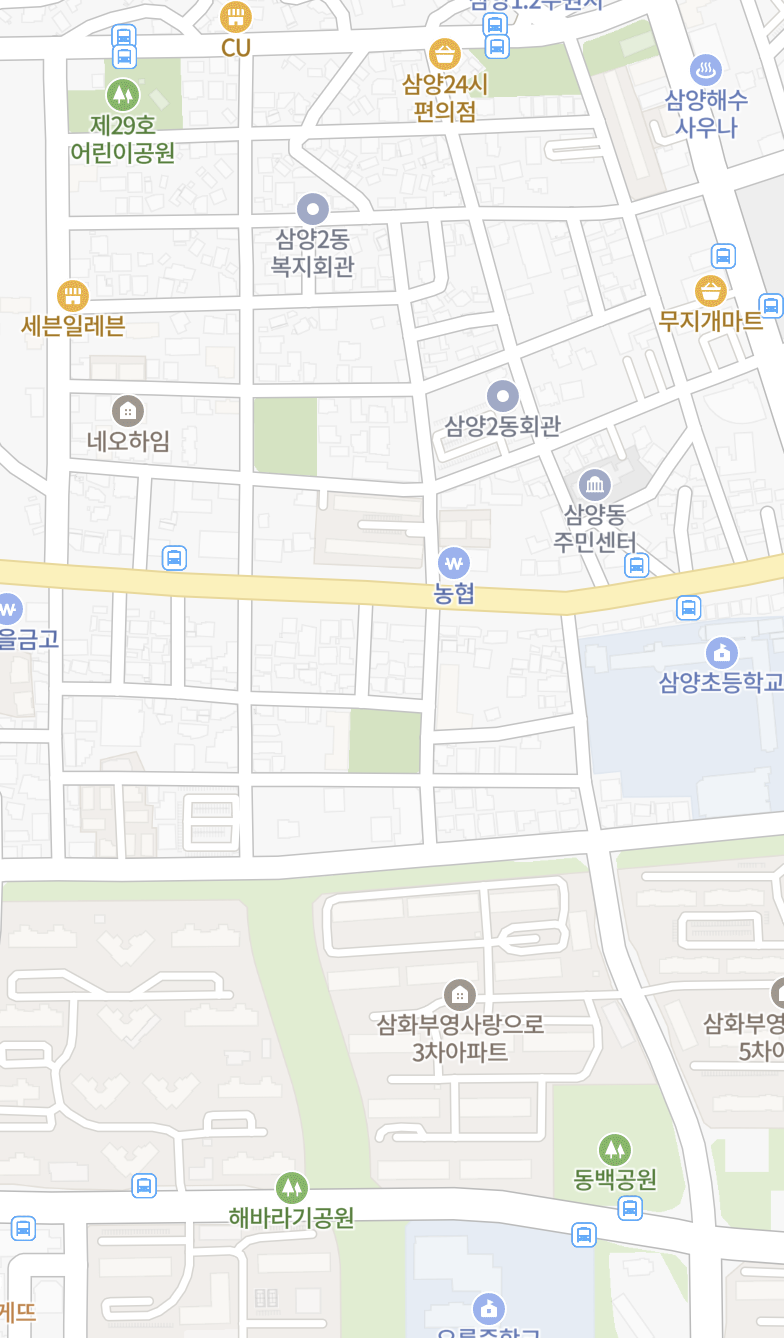 CU
삼양24시
편의점
삼양해수
사우나
제29호
어린이공원
삼양2동
복지회관
세븐일레븐
무지개마트
네오하임
삼양2동회관
삼양동
주민센터
농협
을금고
삼양초등학교
삼화부영사랑으로
3차아파트
삼화부영
동백공원
해바라기공원
게뜨